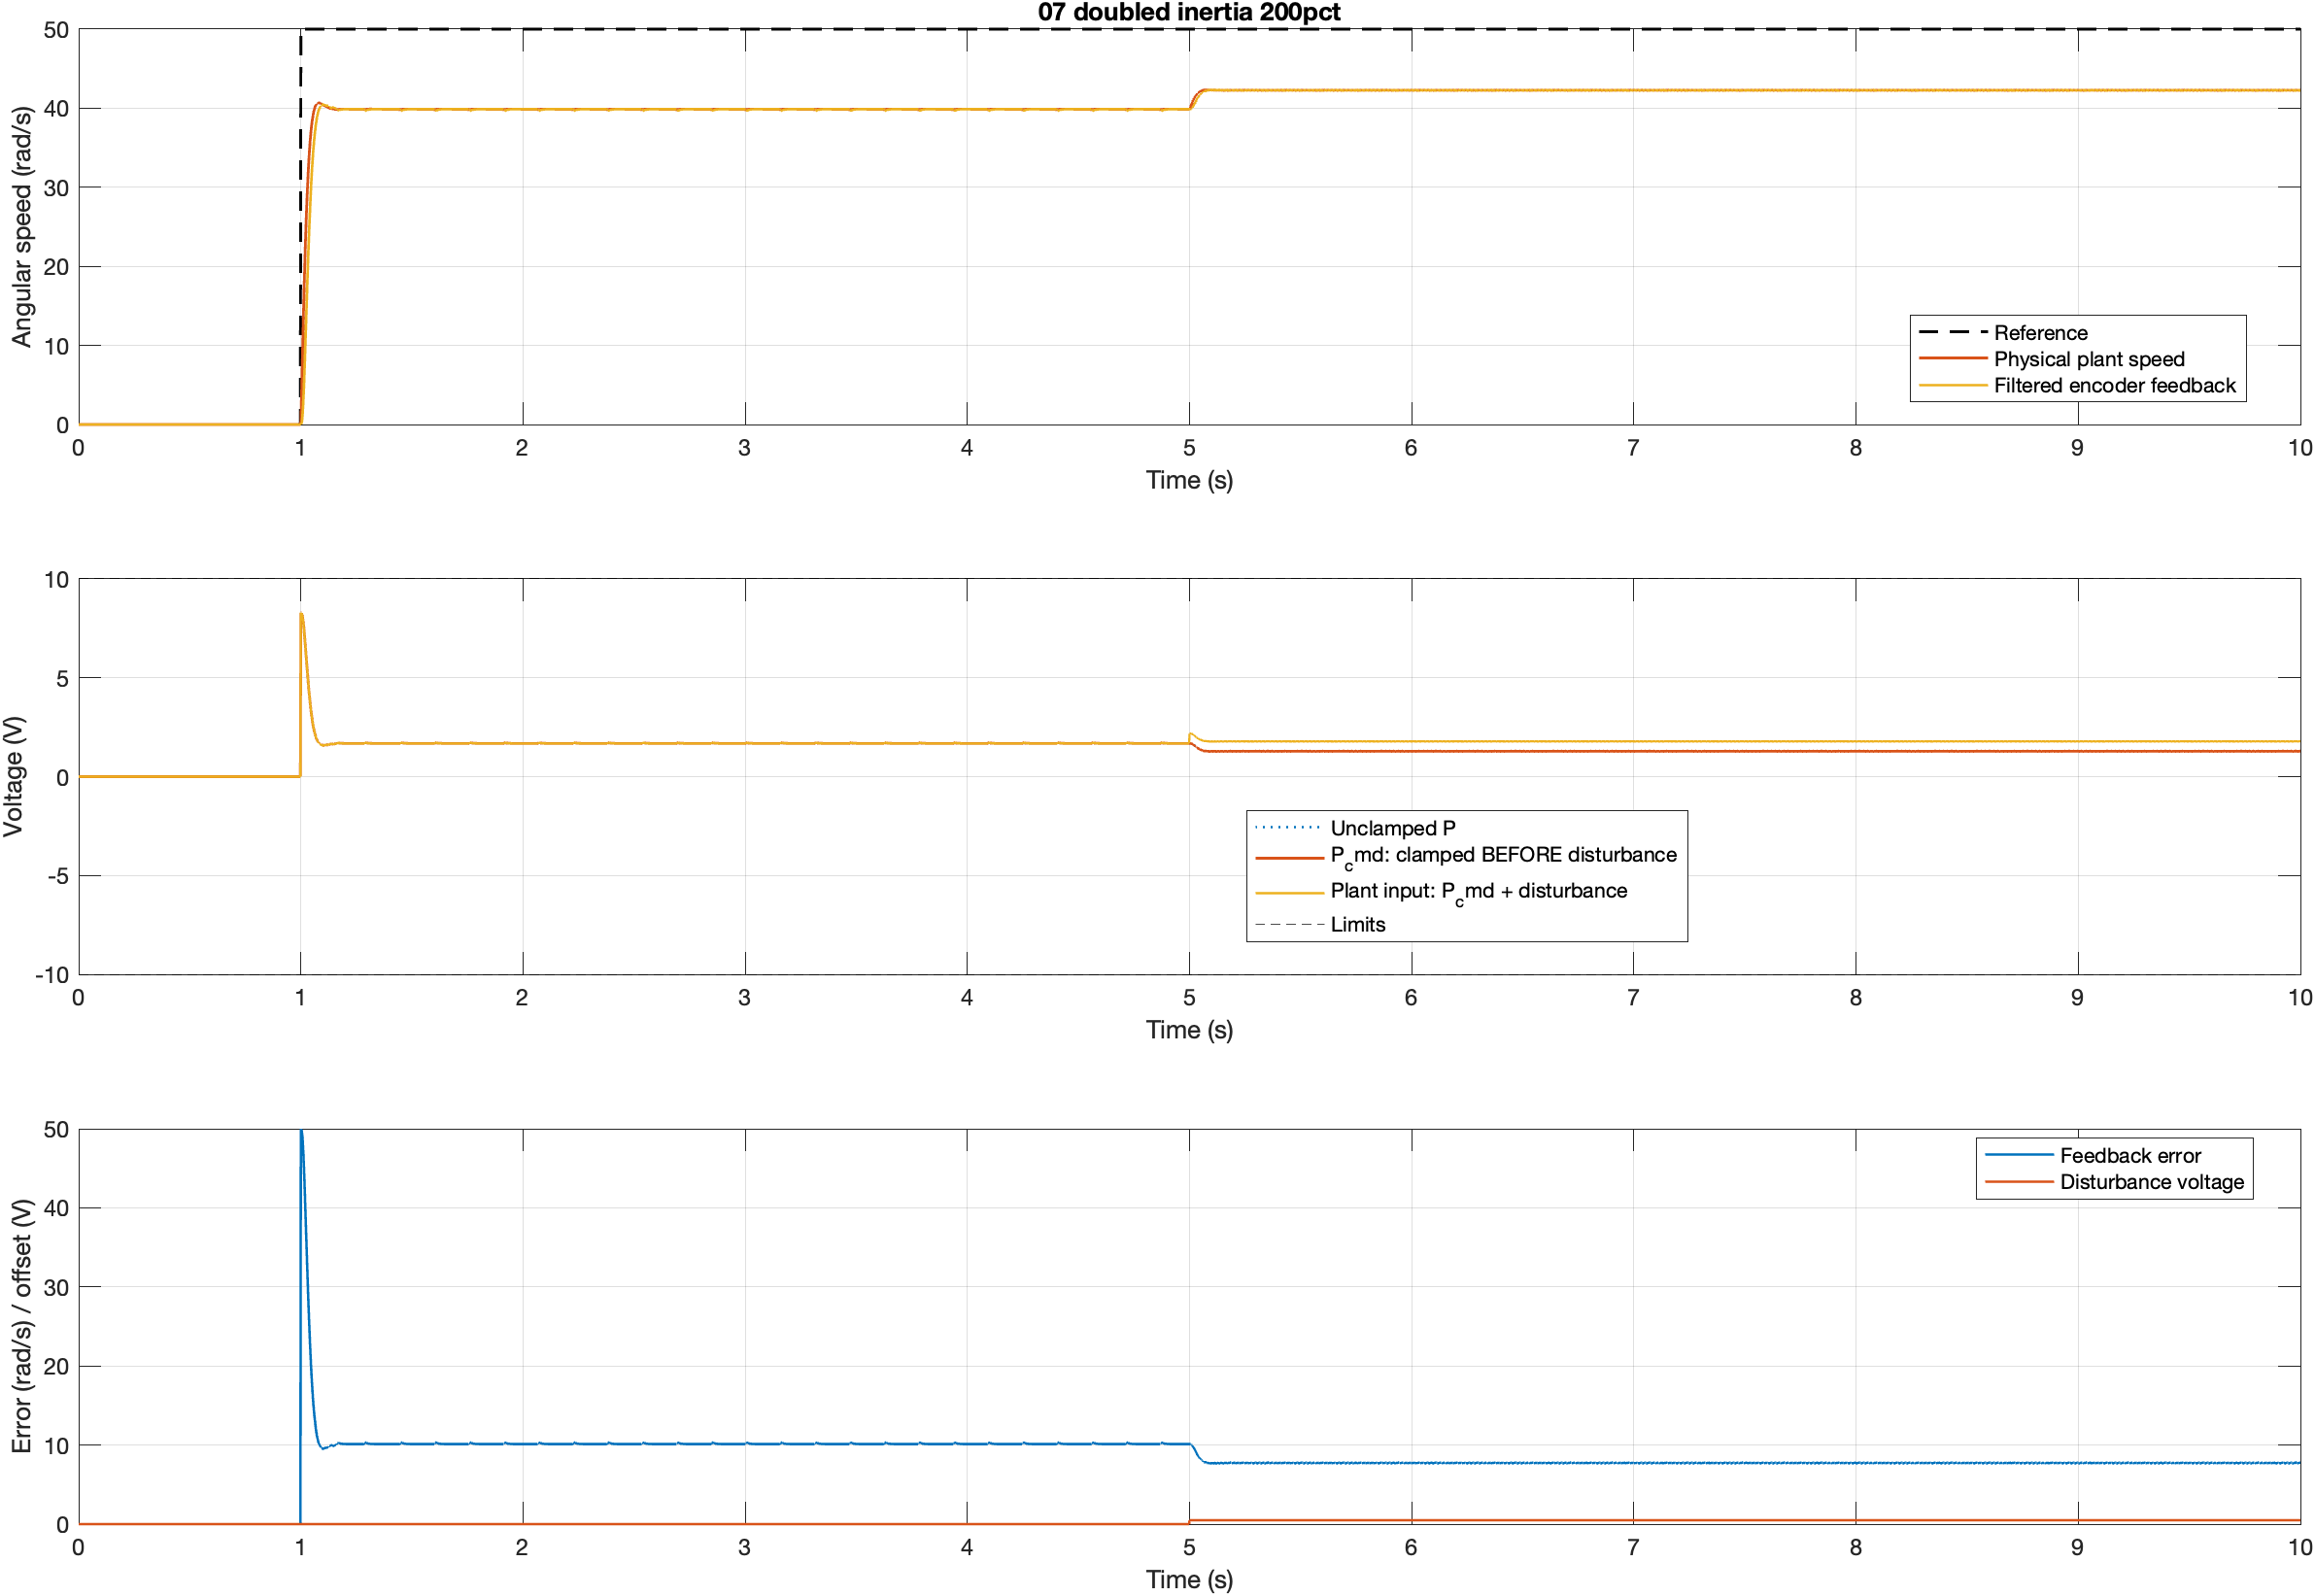 07 doubled inertia 200pct
Angular speed (rad/s)
50
40
30
20
10
0
0 1 2 3 4 5 6 7 8 9 10
Time (s)
Reference
Physical plant speed
Filtered encoder feedback
Voltage (V)
10
5
0
-5
-10
0 1 2 3 4 5 6 7 8 9 10
Time (s)
Unclamped P
P_cmd: clamped BEFORE disturbance
Plant input: P_cmd + disturbance
Limits
Error (rad/s) / offset (V)
50
40
30
20
10
0
0 1 2 3 4 5 6 7 8 9 10
Time (s)
Feedback error
Disturbance voltage